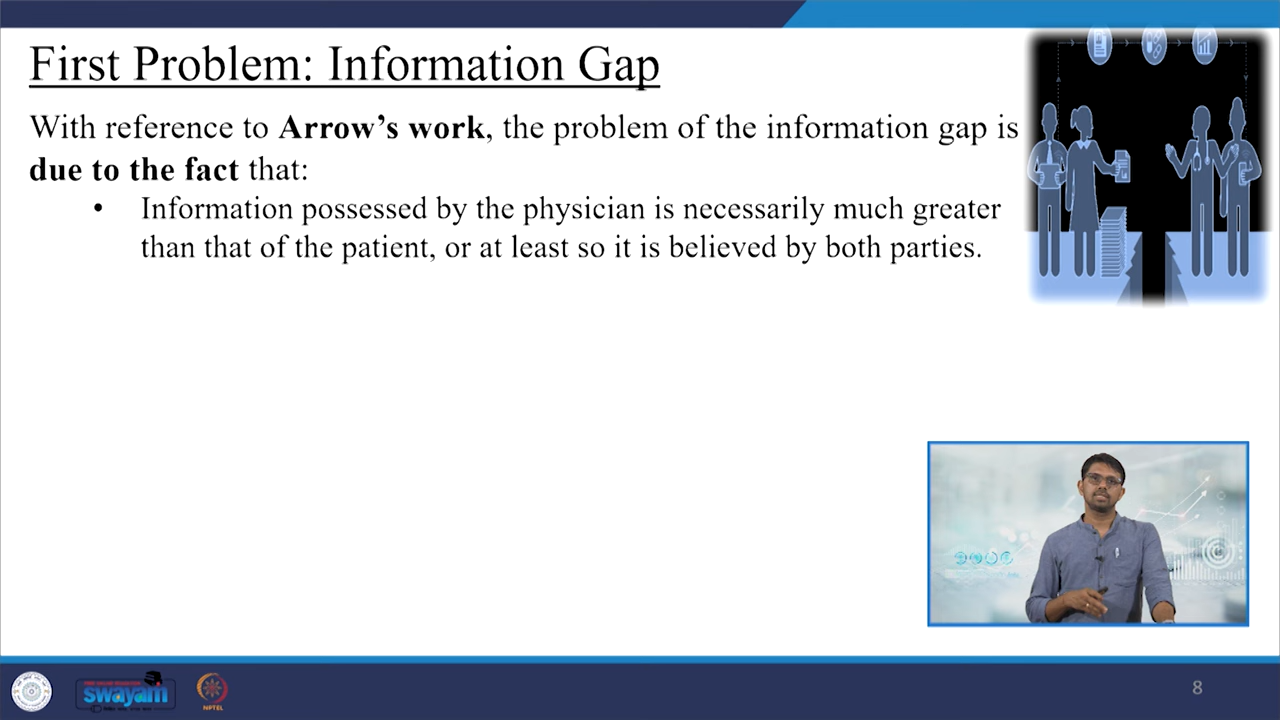 First Problem: Information Gap
With reference to Arrow's work, the problem of the information gap is
due to the fact that:
• Information possessed by the physician is necessarily much greater
than that of the patient, or at least so it is believed by both parties.
swayam
NPTEL
8